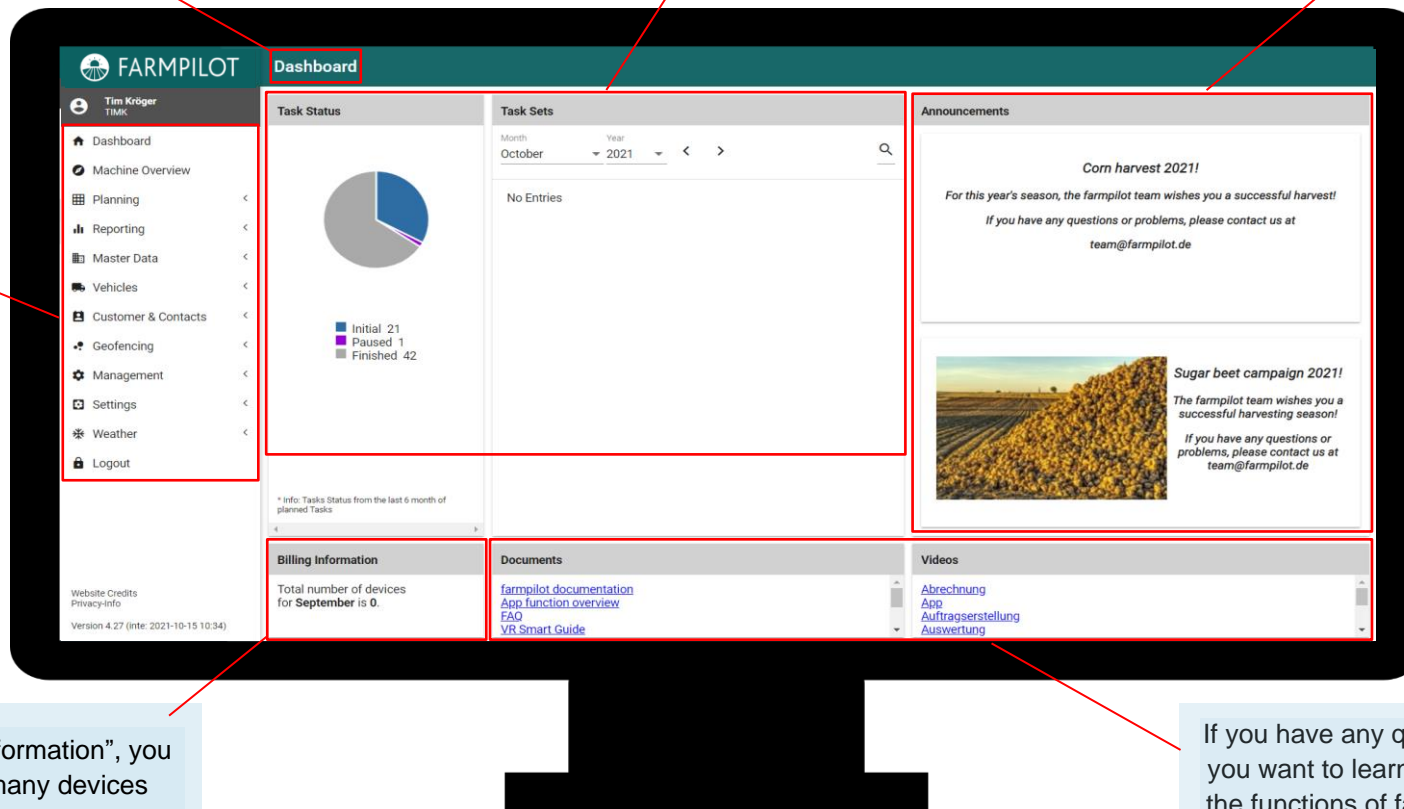 FARMPILOT
Dashboard
Tim Kröger
TIMK
Dashboard
Machine Overview
Planning
Reporting
Master Data
Vehicles
Customer & Contacts
Geofencing
Management
Settings
Weather
Logout
Website Credits
Privacy-Info
Version 4.27 (inte: 2021-10-15 10:34)
Task Status
Initial 21
Paused 1
Finished 42
* Info: Tasks Status from the last 6 month of
planned Tasks
Task Sets
Month Year
October 2021
No Entries
Announcements
Corn harvest 2021!
For this year's season, the farmpilot team wishes you a successful harvest!
If you have any questions or problems, please contact us at
team@farmpilot.de
Sugar beet campaign 2021!
The farmpilot team wishes you a
successful harvesting season!
If you have any questions or
problems, please contact us at
team@farmpilot.de
Billing Information
Total number of devices
for September is 0.
Documents
farmpilot documentation
App function overview
FAQ
VR Smart Guide
Videos
Abrechnung
App
Auftragserstellung
Auswertung
formation”, you
many devices
If you have any q
you want to learn
the functions of fa